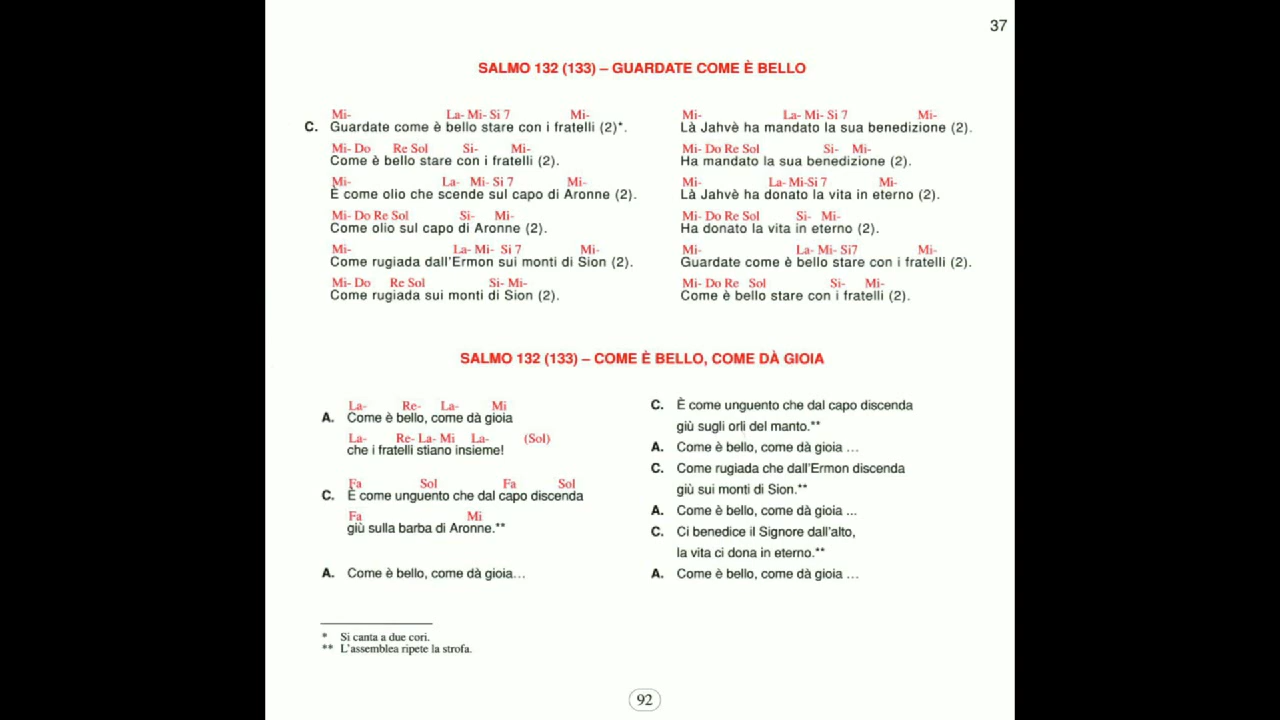 37
SALMO 132 (133) – GUARDATE COME È BELLO
Mi- La- Mi- Si 7 Mi-
C. Guardate come è bello stare con i fratelli (2)*.
Mi- Do Re Sol Si- Mi-
Come è bello stare con i fratelli (2).
Mi- La- Mi- Si 7 Mi-
È come olio che scende sul capo di Aronne (2).
Mi- Do Re Sol Si- Mi-
Come olio sul capo di Aronne (2).
Mi- La- Mi- Si 7 Mi-
Come rugiada dall'Ermon sui monti di Sion (2).
Mi- Do Re Sol Si- Mi-
Come rugiada sui monti di Sion (2).
Mi- La- Mi- Si 7 Mi-
Là Jahvè ha mandato la sua benedizione (2).
Mi- Do Re Sol Si- Mi-
Ha mandato la sua benedizione (2).
Mi- La- Mi-Si 7 Mi-
Là Jahvè ha donato la vita in eterno (2).
Mi- Do Re Sol Si- Mi-
Ha donato la vita in eterno (2).
Mi- La- Mi- Si7 Mi-
Guardate come è bello stare con i fratelli (2).
Mi- Do Re Sol Si- Mi-
Come è bello stare con i fratelli (2).
SALMO 132 (133) – COME È BELLO, COME DÀ GIOIA
La- Re- La- Mi
A. Come è bello, come dà gioia
La- Re- La- Mi La- (Sol)
che i fratelli stiano insieme!
Fa Sol Fa Sol
C. È come unguento che dal capo discenda
Fa Mi
giù sulla barba di Aronne.**
A. Come è bello, come dà gioia...
C. È come unguento che dal capo discenda
giù sugli orli del manto.**
A. Come è bello, come dà gioia ...
C. Come rugiada che dall'Ermon discenda
giù sui monti di Sion.**
A. Come è bello, come dà gioia ...
C. Ci benedice il Signore dall'alto,
la vita ci dona in eterno.**
A. Come è bello, come dà gioia ...
* Si canta a due cori.
** L'assemblea ripete la strofa.
92